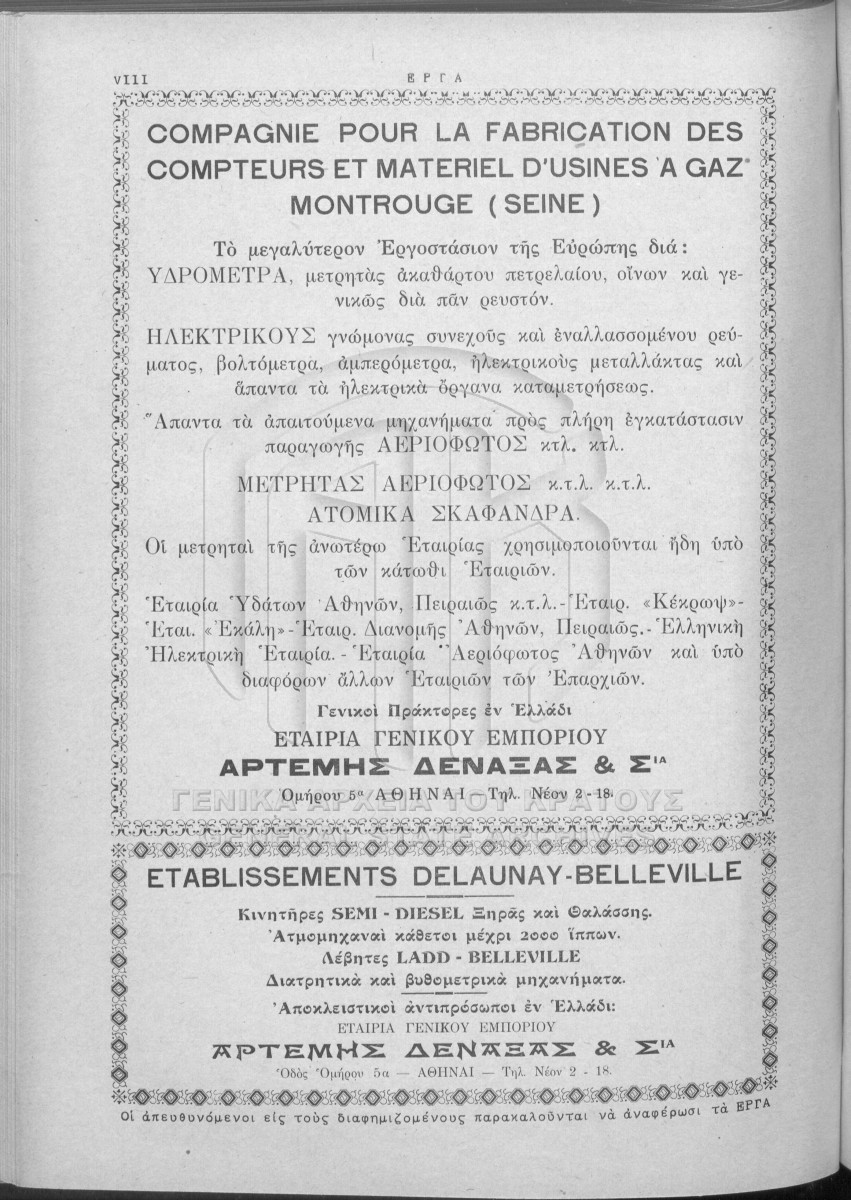 VIII
ΕΡΓΑ
COMPAGNIE POUR LA FABRICATION DES
COMPTEURS ET MATERIEL D'USINES A GAZ
MONTROUGE (SEINE)
Τὸ μεγαλύτερον Ἐργοστάσιον τῆς Εὐρώπης διά:
ΥΔΡΟΜΕΤΡΑ, μετρητὰς ἀκαθάρτου πετρελαίου, οἴνων καὶ γε-
νικῶς διὰ πᾶν ρευστόν.
ΗΛΕΚΤΡΙΚΟΥΣ γνώμονας συνεχοῦς καὶ ἐναλλασσομένου ρεύ-
ματος, βολτόμετρα, ἀμπερόμετρα, ἠλεκτρικοὺς μεταλλάκτας καὶ
ἅπαντα τὰ ἠλεκτρικὰ ὄργανα καταμετρήσεως.
Ἅπαντα τὰ ἀπαιτούμενα μηχανήματα πρὸς πλήρη ἐγκατάστασιν
παραγωγῆς ΑΕΡΙΟΦΩΤΟΣ κτλ. κτλ.
ΜΕΤΡΗΤΑΣ ΑΕΡΙΟΦΩΤΟΣ κ.τ.λ. κ.τ.λ.
ΑΤΟΜΙΚΑ ΣΚΑΦΑΝΔΡΑ.
Οἱ μετρηταὶ τῆς ἀνωτέρω Ἑταιρίας χρησιμοποιοῦνται ἤδη ὑπὸ
τῶν κάτωθι Ἑταιριῶν.
Ἑταιρία Ὑδάτων Ἀθηνῶν, Πειραιῶς κ.τ.λ.-Ἑταιρ. «Κέκρωψ»-
Ἑται. «Ἑκάλη»-Ἑταιρ. Διανομῆς Ἀθηνῶν, Πειραιῶς.-Ἑλληνικὴ
Ἠλεκτρικὴ Ἑταιρία. - Ἑταιρία Ἀεριόφωτος Ἀθηνῶν καὶ ὑπὸ
διαφόρων ἄλλων Ἑταιριῶν τῶν Ἐπαρχιῶν.
Γενικοὶ Πράκτορες ἐν Ἑλλάδι
ΕΤΑΙΡΙΑ ΓΕΝΙΚΟΥ ΕΜΠΟΡΙΟΥ
ΑΡΤΕΜΗΣ ΔΕΝΑΞΑΣ & Σ<sup>ΙΑ</sup>
Ὁμήρου 5α ΑΘΗΝΑΙ —Τηλ. Νέον 2 - 18.
ΓΕΝΙΚΑ ΑΡΧΕΙΑ ΤΟΥ ΚΡΑΤΟΥΣ
ETABLISSEMENTS DELAUNAY-BELLEVILLE
Κινητῆρες SEMI - DIESEL Ξηρᾶς καὶ Θαλάσσης.
Ἀτμομηχαναὶ κάθετοι μέχρι 2000 ἵππων.
Λέβητες LADD - BELLEVILLE
Διατρητικὰ καὶ βυθομετρικὰ μηχανήματα.
Ἀποκλειστικοὶ ἀντιπρόσωποι ἐν Ἑλλάδι:
ΕΤΑΙΡΙΑ ΓΕΝΙΚΟΥ ΕΜΠΟΡΙΟΥ
ΑΡΤΕΜΗΣ ΔΕΝΑΞΑΣ & Σ<sup>ΙΑ</sup>
Ὁδὸς Ὁμήρου 5α — ΑΘΗΝΑΙ — Τηλ. Νέον 2 - 18.
Οἱ ἀπευθυνόμενοι εἰς τοὺς διαφημιζομένους παρακαλοῦνται νὰ ἀναφέρωσι τὰ ΕΡΓΑ